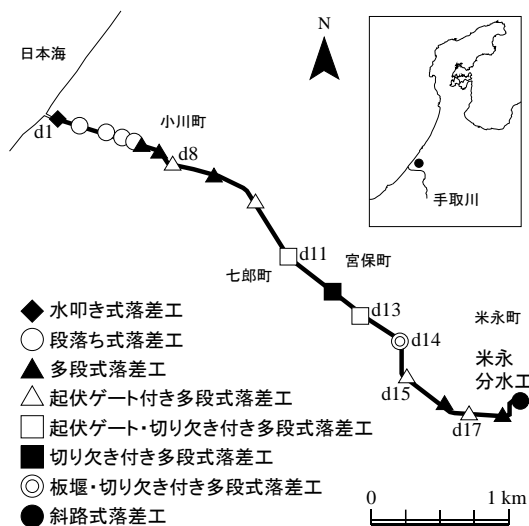 日本海
N
小川町
d1
d8
手取川
d11
宮保町
七郎町
d13
米永町
d14
米永
分水工
d15
d17
水叩き式落差工
段落ち式落差工
多段式落差工
起伏ゲート付き多段式落差工
起伏ゲート・切り欠き付き多段式落差工
切り欠き付き多段式落差工
板堰・切り欠き付き多段式落差工
斜路式落差工
0 1 km